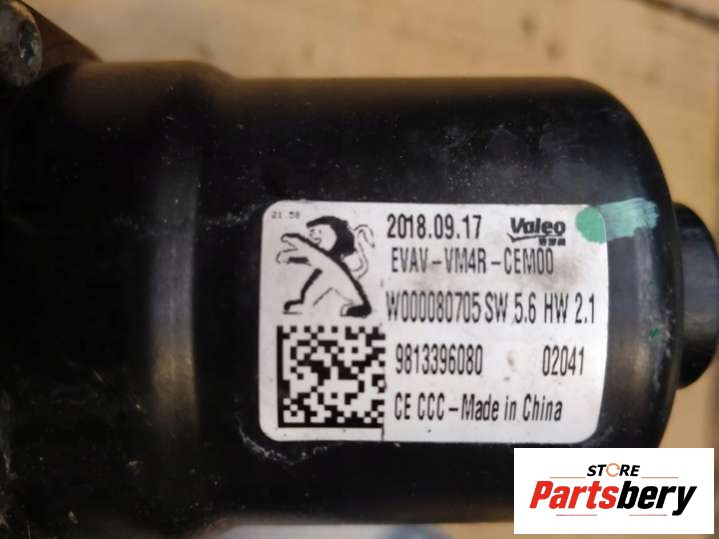 21 58
2018.09.17 Valeo
EVAV-VM4R-CEM00
W000080705 SW 5.6 HW 2.1
9813396080 02041
CE CCC-Made in China
STORE
Partsbery